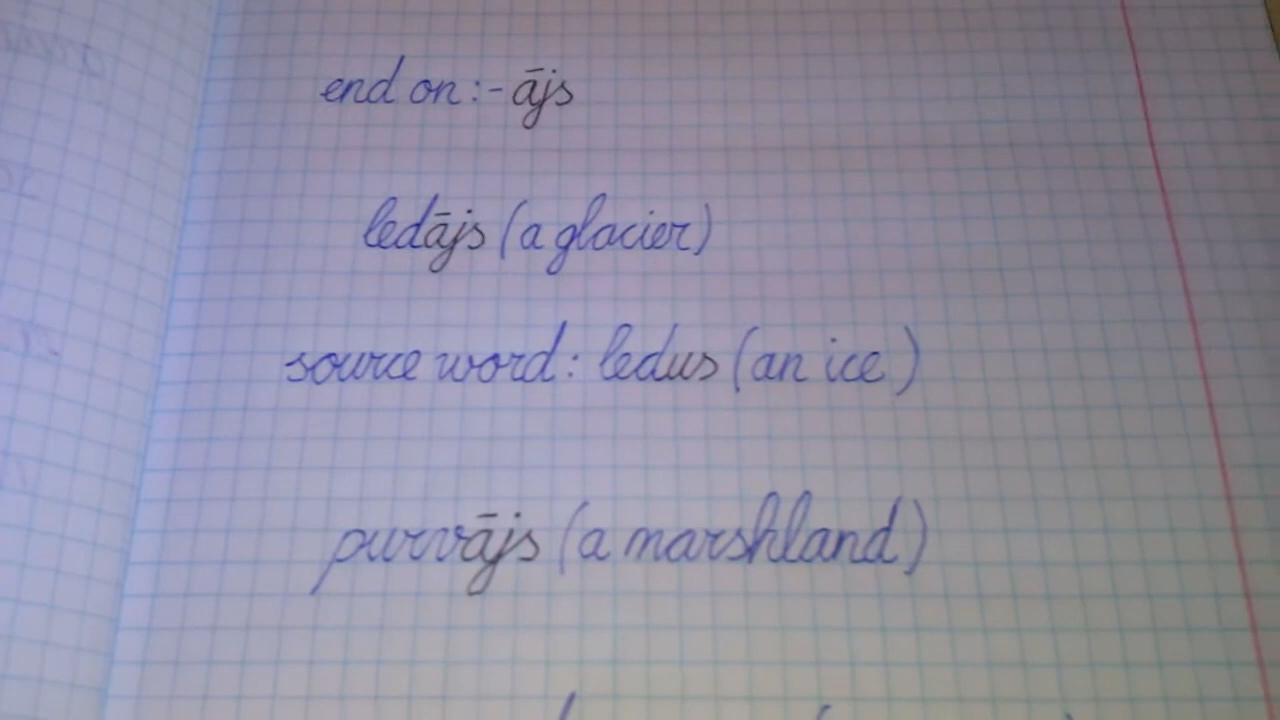 end on : - ājs
ledājs (a glacier)
source word : ledus (an ice )
purvājs (a marshland)